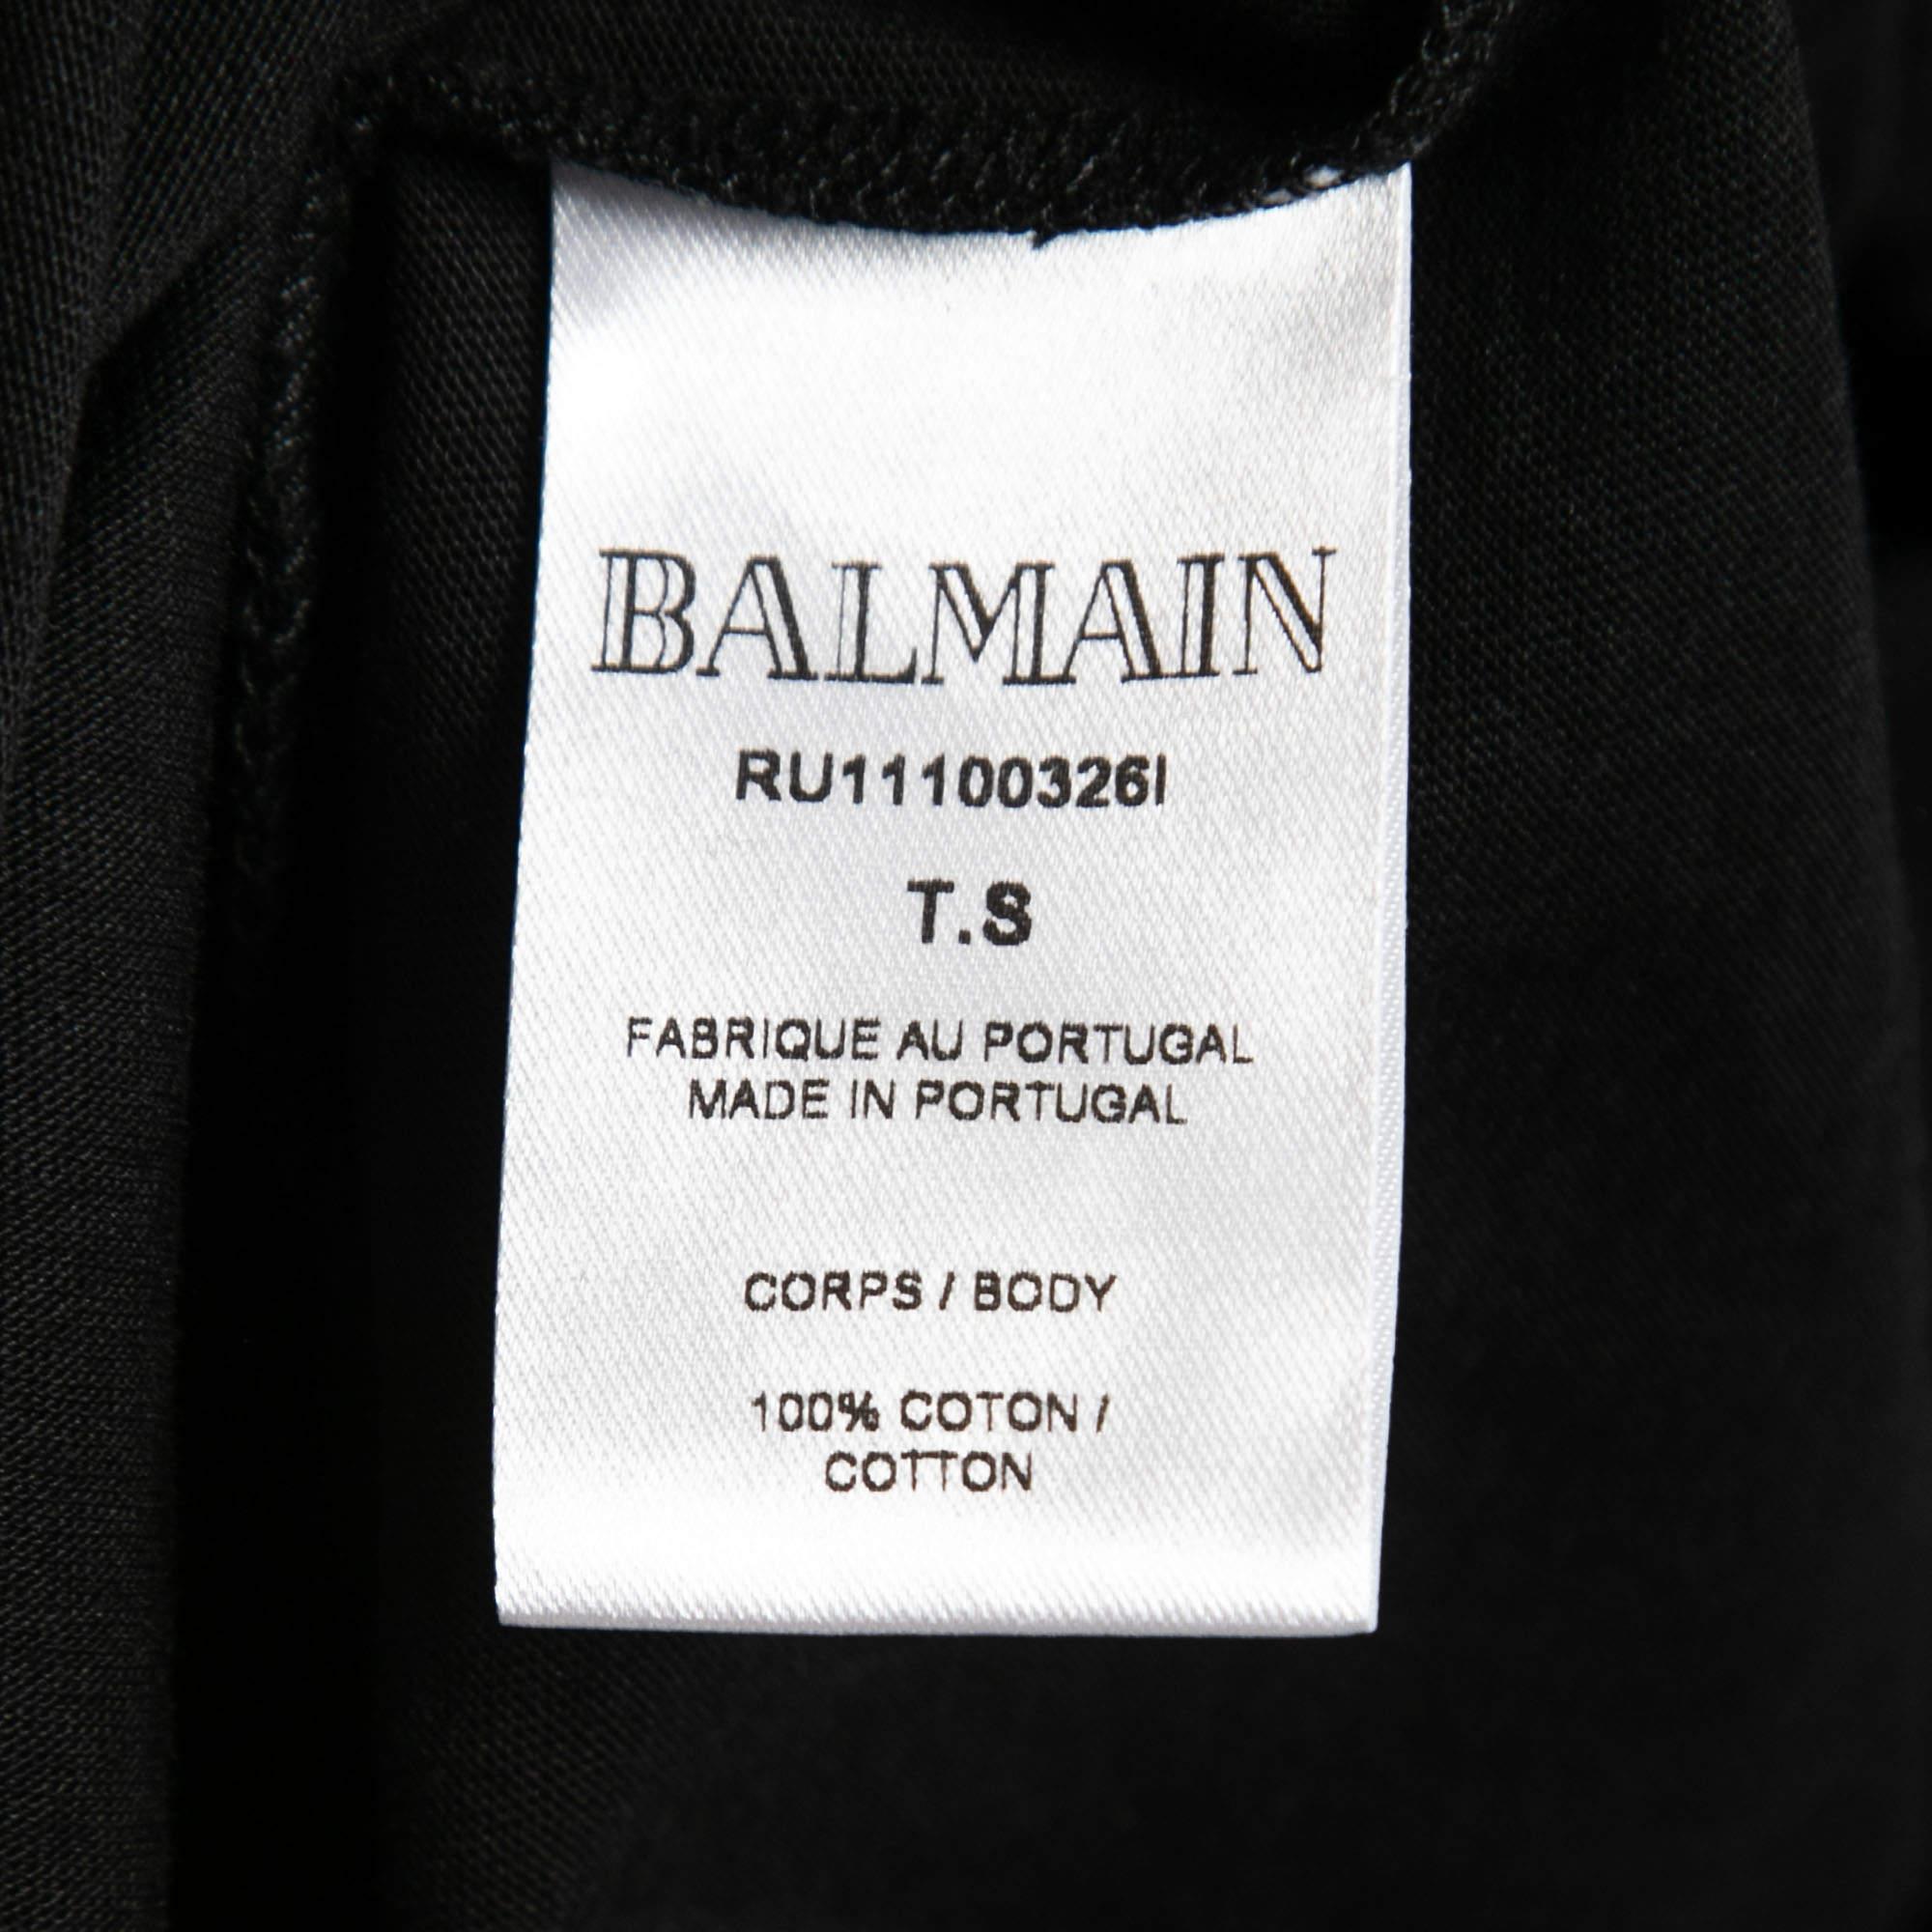 BALMAIN
RU11100326I
T.S
FABRIQUE AU PORTUGAL
MADE IN PORTUGAL
CORPS / BODY
100% COTON /
COTTON